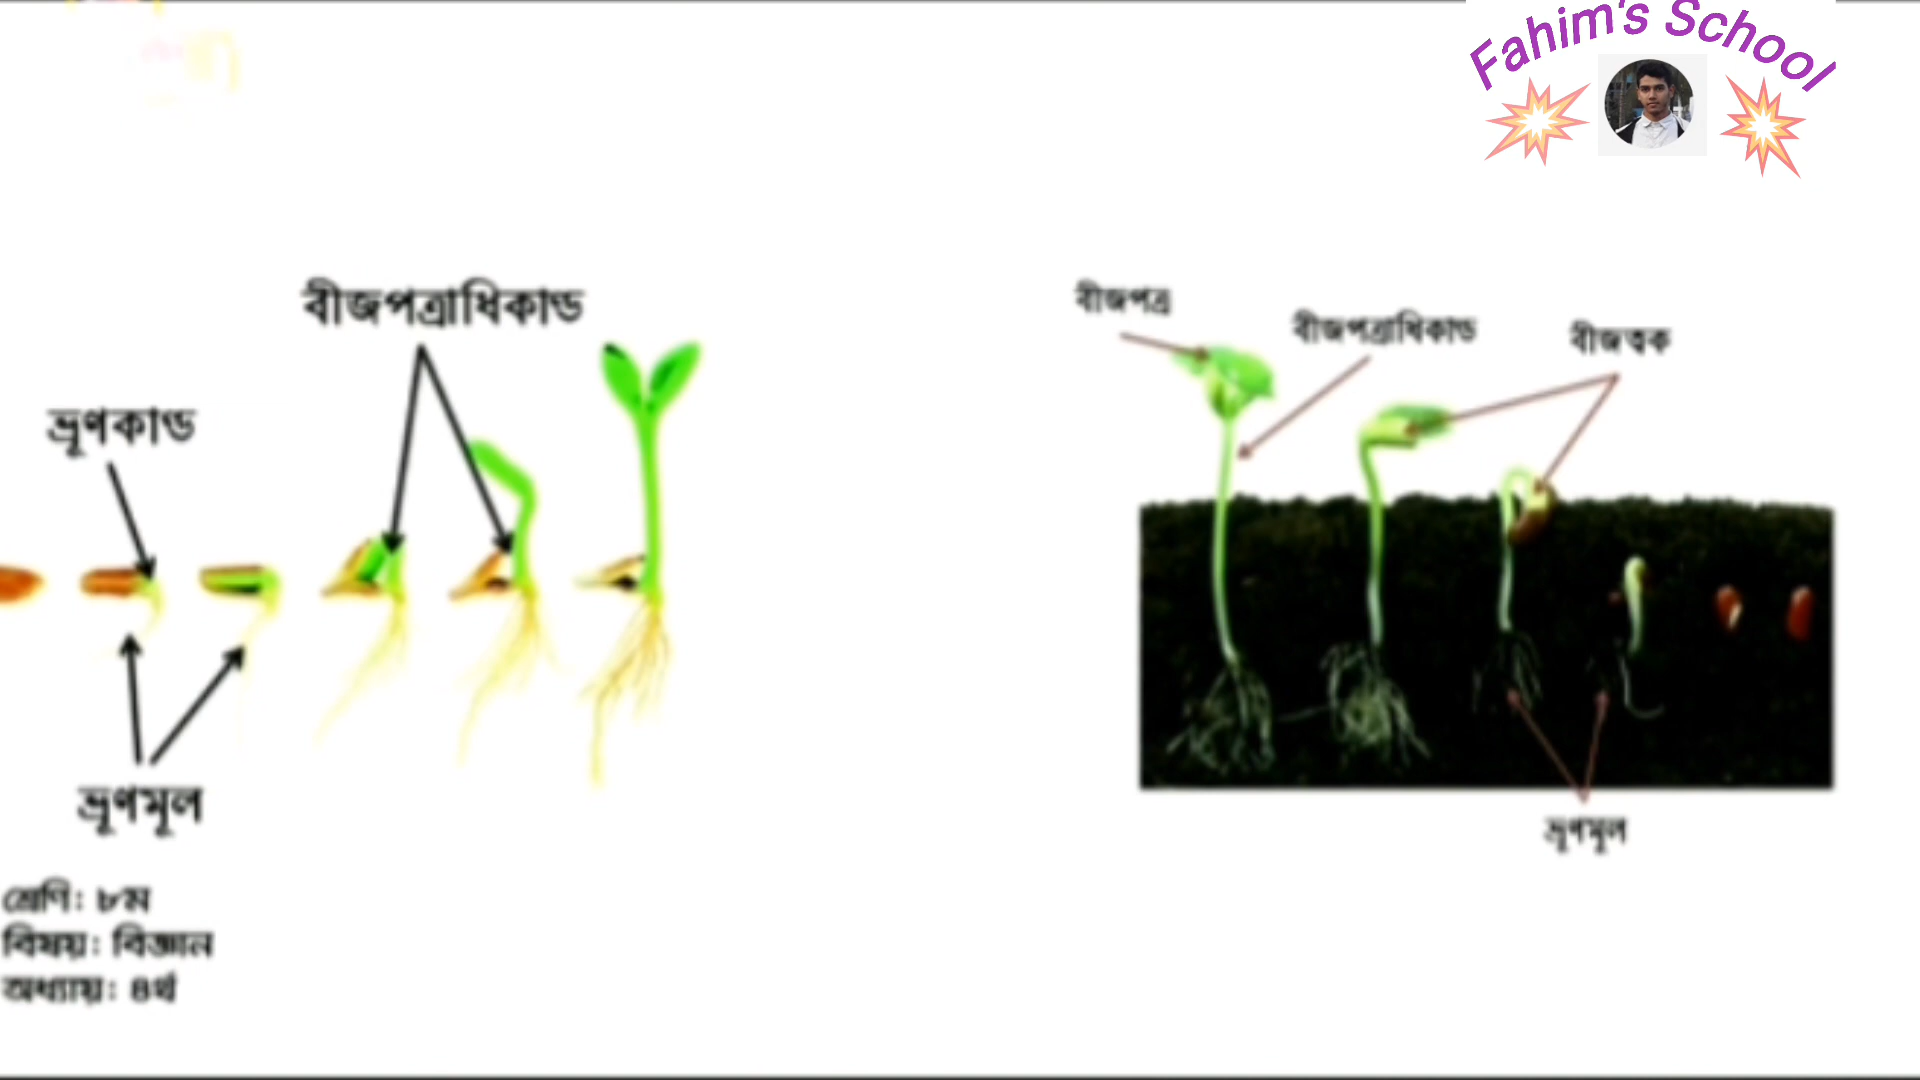 Fahim's School
বীজপত্রাধিকান্ড
ভ্রূণকান্ড
ভ্রূণমূল
শ্রেণি: ৮ম
বিষয়: বিজ্ঞান
অধ্যায়: ৪র্থ
বীজপত্র
বীজপত্রাধিকান্ড
বীজত্বক
ভ্রূণমূল